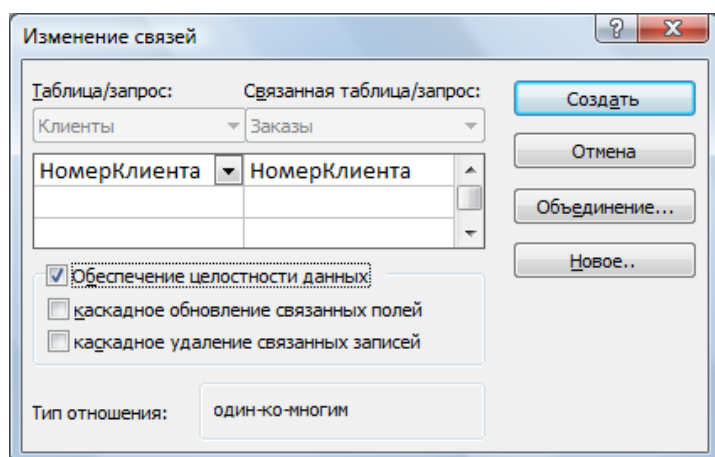 Изменение связей
Таблица/запрос: Связанная таблица/запрос:
Клиенты Заказы
НомерКлиента НомерКлиента
Обеспечение целостности данных
каскадное обновление связанных полей
каскадное удаление связанных записей
Тип отношения: один-ко-многим
Создать
Отмена
Объединение...
Новое..